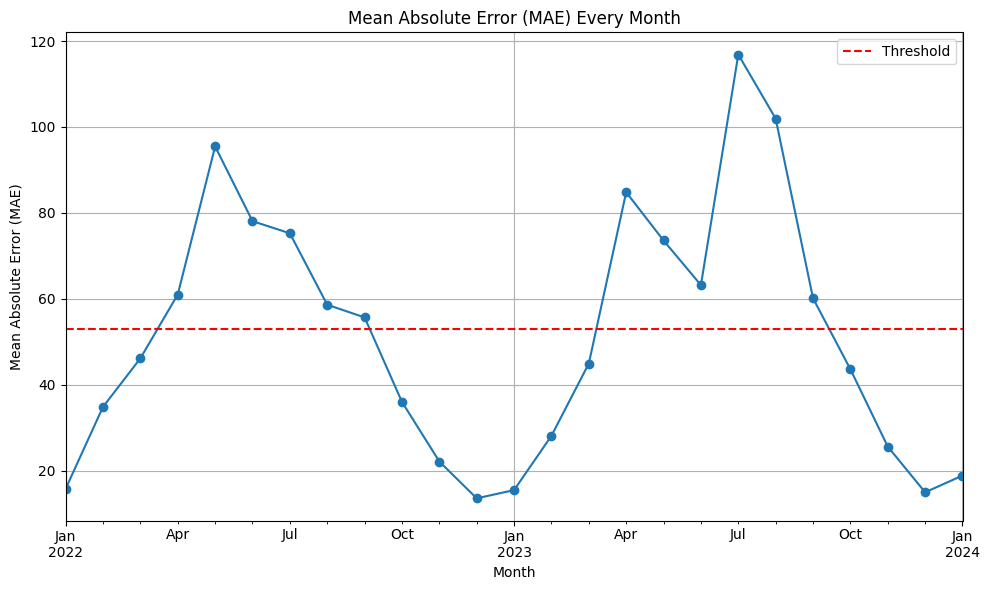 Mean Absolute Error (MAE) Every Month
Threshold
Mean Absolute Error (MAE)
120
100
80
60
40
20
Jan Apr Jul Oct Jan Apr Jul Oct Jan
2022 2023 2024
Month